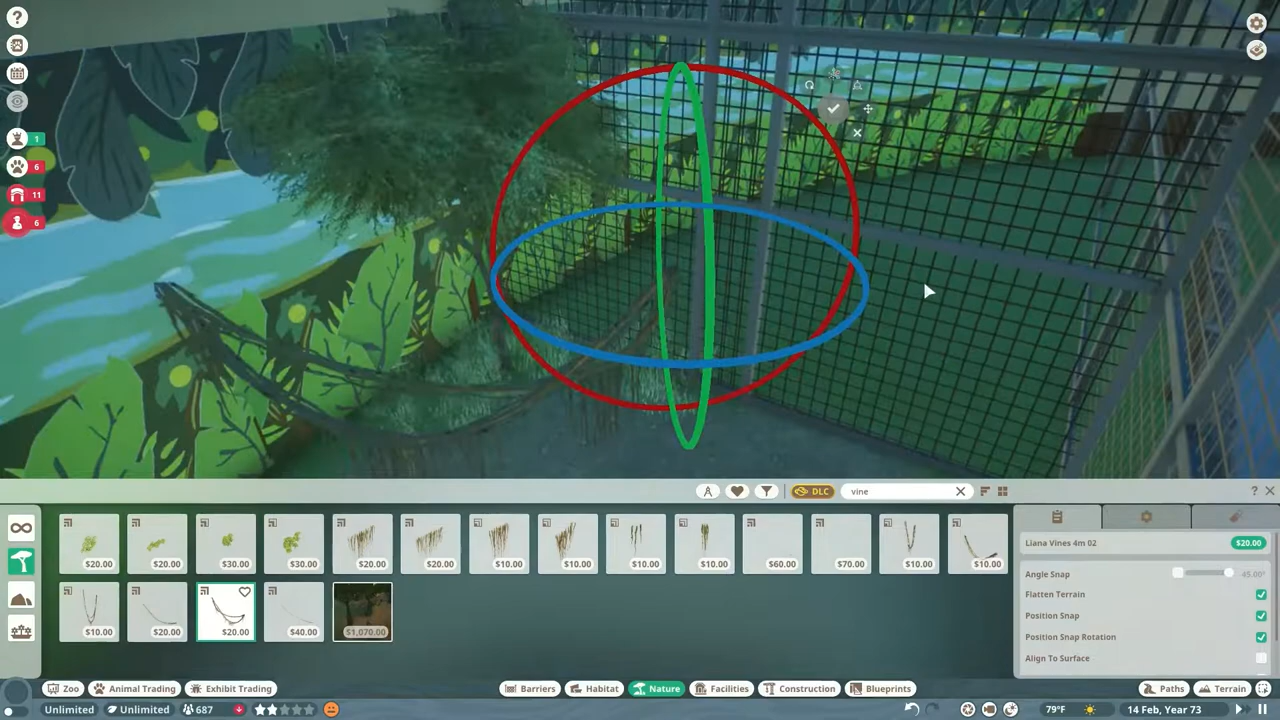 ?
1
6
11
6
DLC
vine
?
$20.00
$20.00
$30.00
$30.00
$20.00
$20.00
$10.00
$10.00
$10.00
$10.00
$60.00
$70.00
$10.00
$10.00
$10.00
$20.00
$20.00
$40.00
$1,070.00
Liana Vines 4m 02
$20.00
Angle Snap
45.00°
Flatten Terrain
Position Snap
Position Snap Rotation
Align To Surface
Zoo
Animal Trading
Exhibit Trading
Barriers
Habitat
Nature
Facilities
Construction
Blueprints
Paths
Terrain
Unlimited
Unlimited
687
79°F
14 Feb, Year 73